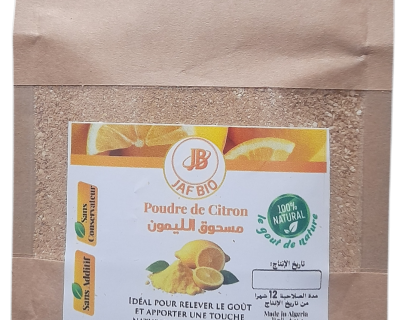 JB
JAF BIO
Poudre de Citron
مسحوق الليمون
100%
NATURAL
le gout de nature
Sans
Conservateur
Sans Additif
تاريخ الإنتاج:
مدة الصلاحية 12 شهرا
من تاريخ الإنتاج
Made in Algeria
IDÉAL POUR RELEVER LE GOÛT
ET APPORTER UNE TOUCHE